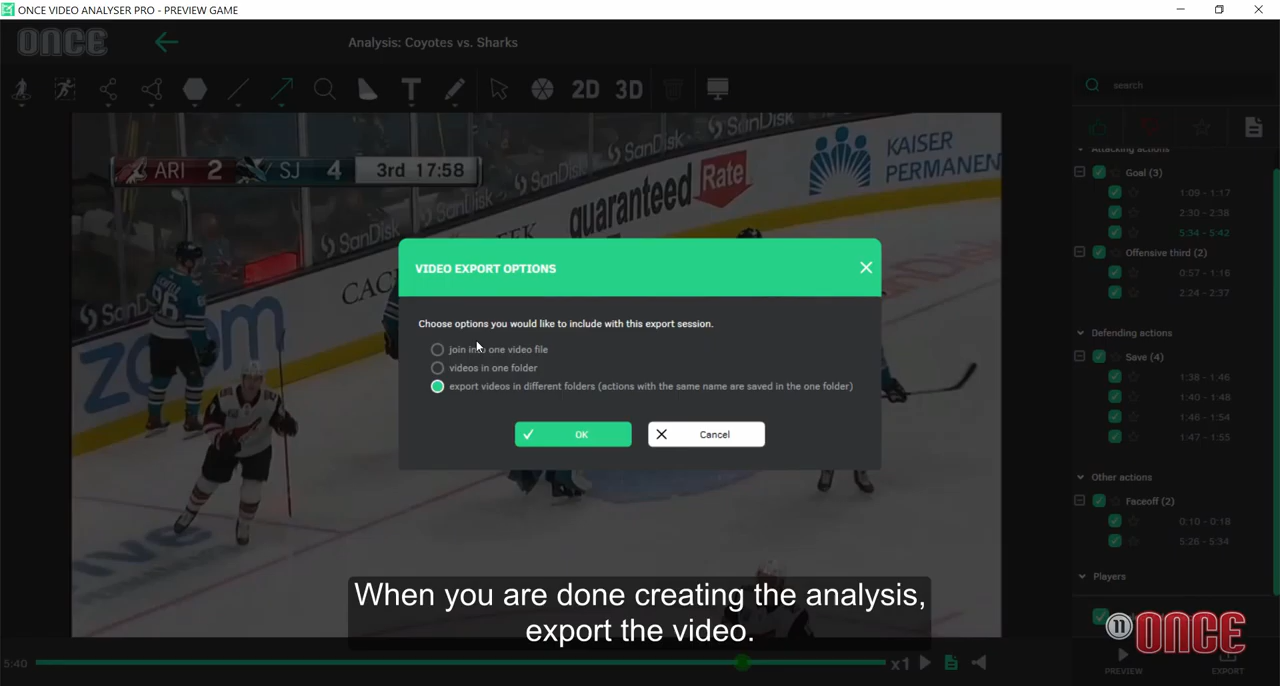 ONCE VIDEO ANALYSER PRO - PREVIEW GAME
ONCE
Analysis: Coyotes vs. Sharks
T
2D
3D
search
ARI 2 SJ 4 3rd 17:58
SanDisk
SanDisk
SanDisk
SanDisk
SanDisk
guaranteed Rate
KAISER
PERMANEN
86
zoom
VIDEO EXPORT OPTIONS
Choose options you would like to include with this export session.
join into one video file
videos in one folder
export videos in different folders (actions with the same name are saved in the one folder)
OK
Cancel
Attacking actions
Goal (3)
1:09 - 1:17
2:30 - 2:38
5:34 - 5:42
Offensive third (2)
0:57 - 1:16
2:24 - 2:37
Defending actions
Save (4)
1:38 - 1:46
1:40 - 1:48
1:46 - 1:54
1:47 - 1:55
Other actions
Faceoff (2)
0:10 - 0:18
5:26 - 5:34
Players
When you are done creating the analysis,
export the video.
11 ONCE
5:40
x1
PREVIEW
EXPORT